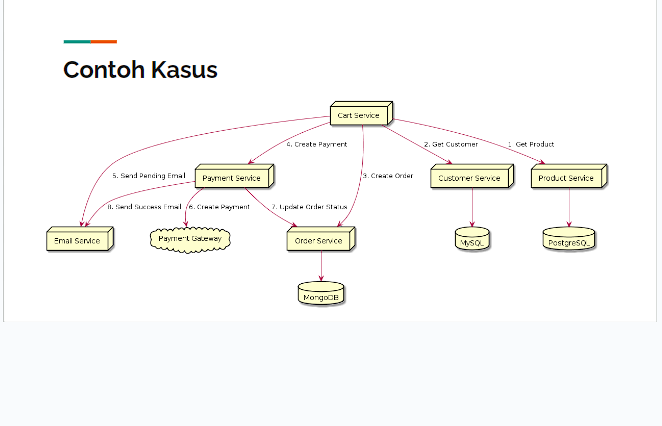 Contoh Kasus
Cart Service
4. Create Payment
2. Get Customer
1. Get Product
5. Send Pending Email
Payment Service
3. Create Order
Customer Service
Product Service
8. Send Success Email
6. Create Payment
7. Update Order Status
Email Service
Payment Gateway
Order Service
MySQL
PostgreSQL
MongoDB